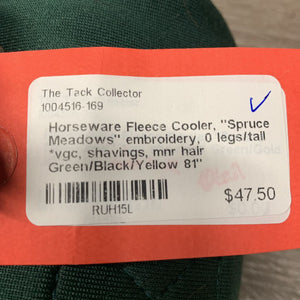 The Tack Collector
1004516-169
Horseware Fleece Cooler, "Spruce
Meadows" embroidery, 0 legs/tail
*vgc, shavings, mnr hair
Green/Black/Yellow 81"
$47.50
RUH15L